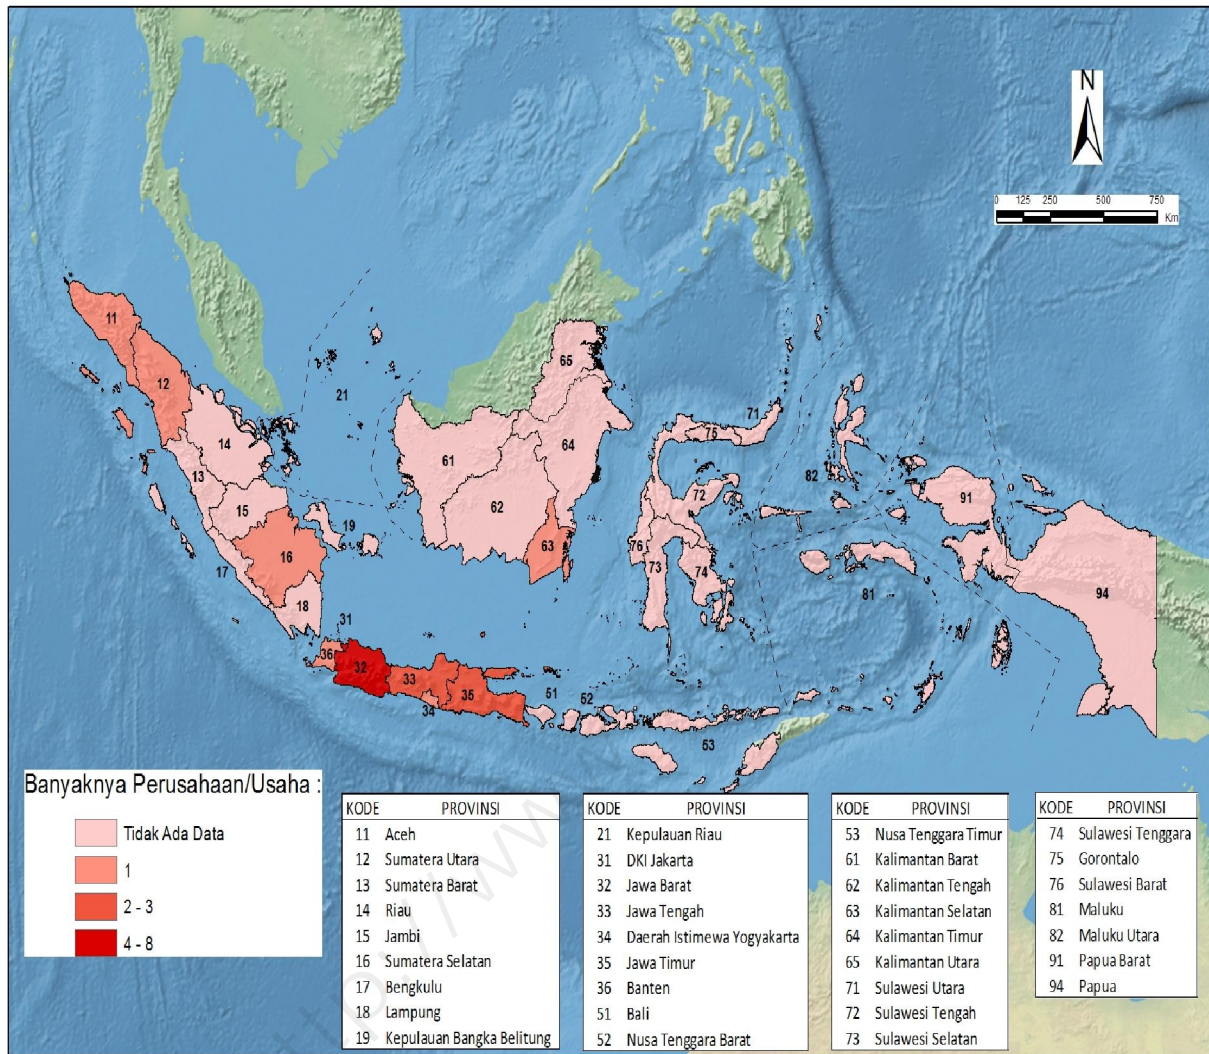 N
0 125 250 500 750
Km
11
12
65
21
71
75
14
64
82
61
13
72
91
15
62
19
63
16
76
17
73
74
94
18
81
31
36
32
33
35
51
52
34
53
Banyaknya Perusahaan/Usaha :
Tidak Ada Data
1
2 - 3
4 - 8
KODE PROVINSI
11 Aceh
12 Sumatera Utara
13 Sumatera Barat
14 Riau
15 Jambi
16 Sumatera Selatan
17 Bengkulu
18 Lampung
19 Kepulauan Bangka Belitung
KODE PROVINSI
21 Kepulauan Riau
31 DKI Jakarta
32 Jawa Barat
33 Jawa Tengah
34 Daerah Istimewa Yogyakarta
35 Jawa Timur
36 Banten
51 Bali
52 Nusa Tenggara Barat
KODE PROVINSI
53 Nusa Tenggara Timur
61 Kalimantan Barat
62 Kalimantan Tengah
63 Kalimantan Selatan
64 Kalimantan Timur
65 Kalimantan Utara
71 Sulawesi Utara
72 Sulawesi Tengah
73 Sulawesi Selatan
KODE PROVINSI
74 Sulawesi Tenggara
75 Gorontalo
76 Sulawesi Barat
81 Maluku
82 Maluku Utara
91 Papua Barat
94 Papua